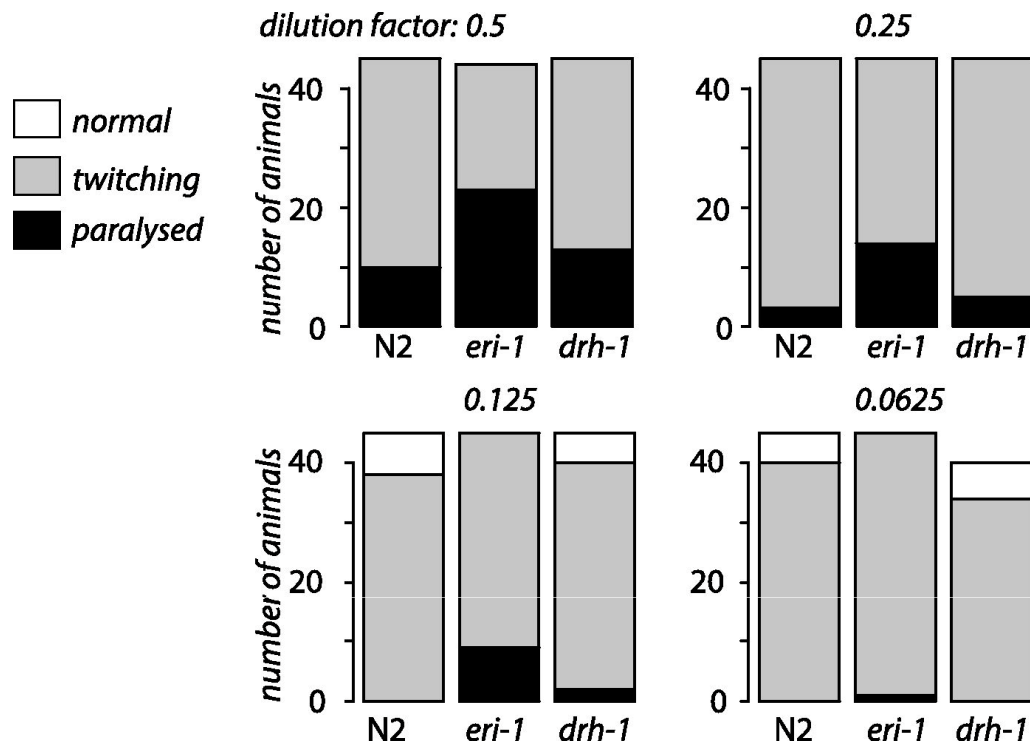 dilution factor: 0.5
0.25
normal
twitching
paralysed
number of animals
40
20
0
N2 eri-1 drh-1
40
20
0
N2 eri-1 drh-1
0.125
0.0625
number of animals
40
20
0
N2 eri-1 drh-1
40
20
0
N2 eri-1 drh-1